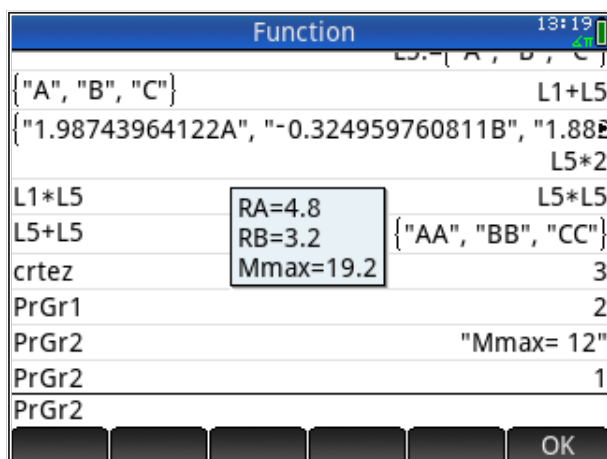 Function
13:19
∡π
L5:={"A", "B", "C"}
{"A", "B", "C"}
L1+L5
{"1.98743964122A", "-0.324959760811B", "1.88
L5*2
L1*L5
L5*L5
L5+L5
{"AA", "BB", "CC"}
RA=4.8
RB=3.2
Mmax=19.2
crtez
3
PrGr1
2
PrGr2
"Mmax= 12"
PrGr2
1
PrGr2
OK